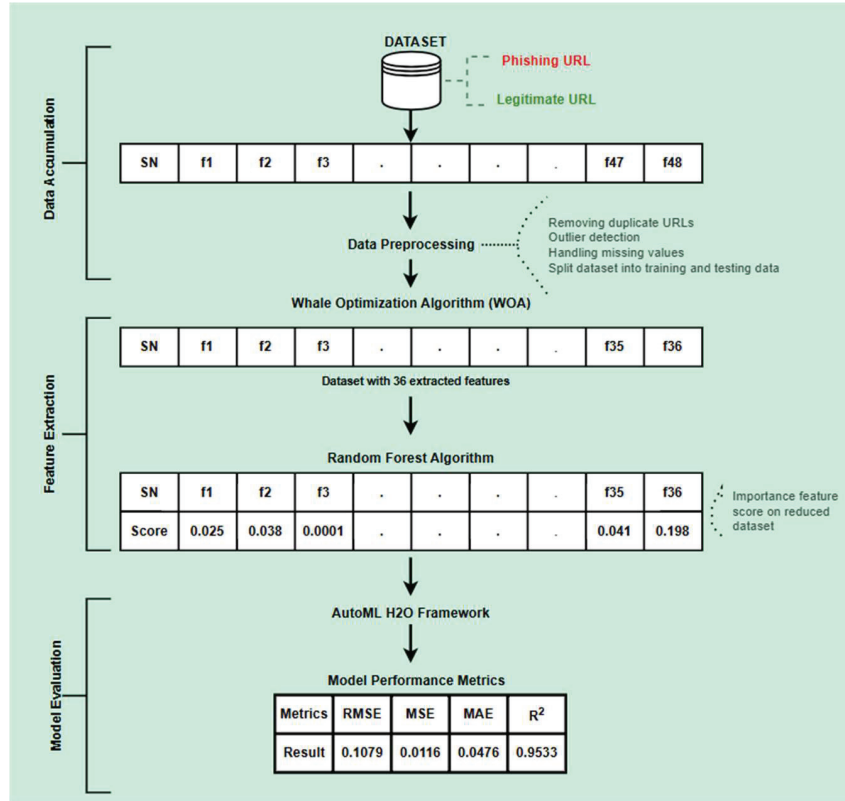 DATASET
Phishing URL
Legitimate URL
Data Accumulation
SN f1 f2 f3 . . . . f47 f48
Data Preprocessing
Removing duplicate URLs
Outlier detection
Handling missing values
Split dataset into training and testing data
Whale Optimization Algorithm (WOA)
Feature Extraction
SN f1 f2 f3 . . . . f35 f36
Dataset with 36 extracted features
Random Forest Algorithm
SN f1 f2 f3 . . . . f35 f36
Score 0.025 0.038 0.0001 . . . . 0.041 0.198
Importance feature
score on reduced
dataset
AutoML H2O Framework
Model Evaluation
Model Performance Metrics
Metrics RMSE MSE MAE R²
Result 0.1079 0.0116 0.0476 0.9533